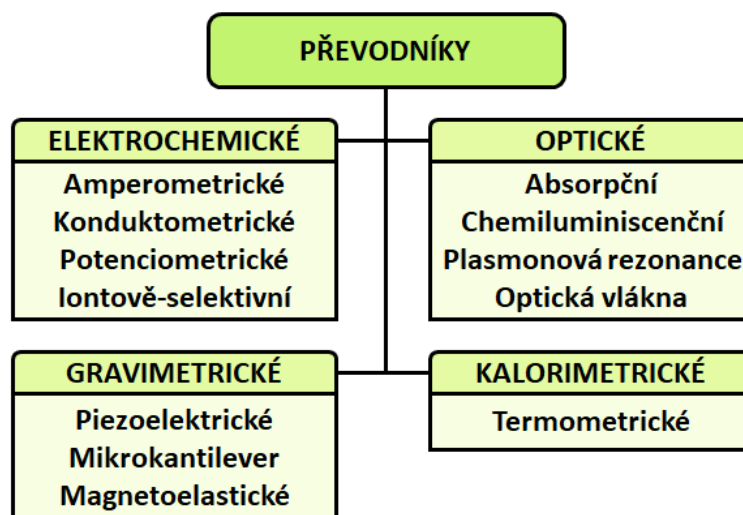 PŘEVODNÍKY
ELEKTROCHEMICKÉ
Amperometrické
Konduktometrické
Potenciometrické
Iontově-selektivní
OPTICKÉ
Absorpční
Chemiluminiscenční
Plasmonová rezonance
Optická vlákna
GRAVIMETRICKÉ
Piezoelektrické
Mikrokantilever
Magnetoelastické
KALORIMETRICKÉ
Termometrické